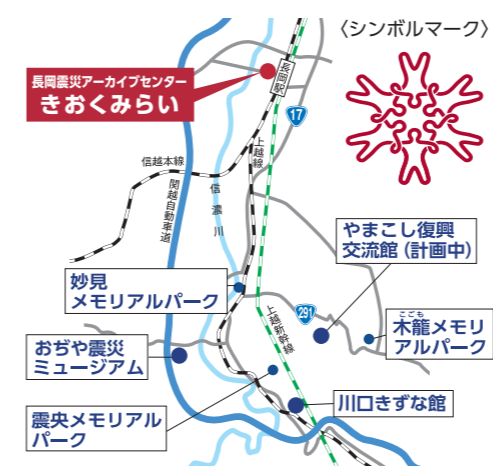 〈シンボルマーク〉
長岡震災アーカイブセンター
きおくみらい
長岡駅
17
上越線
信越本線
関越自動車道
信濃川
やまこし復興
交流館（計画中）
妙見
メモリアルパーク
291
上越新幹線
こども
木籠メモリ
アルパーク
おぢや震災
ミュージアム
川口きずな館
震央メモリアル
パーク